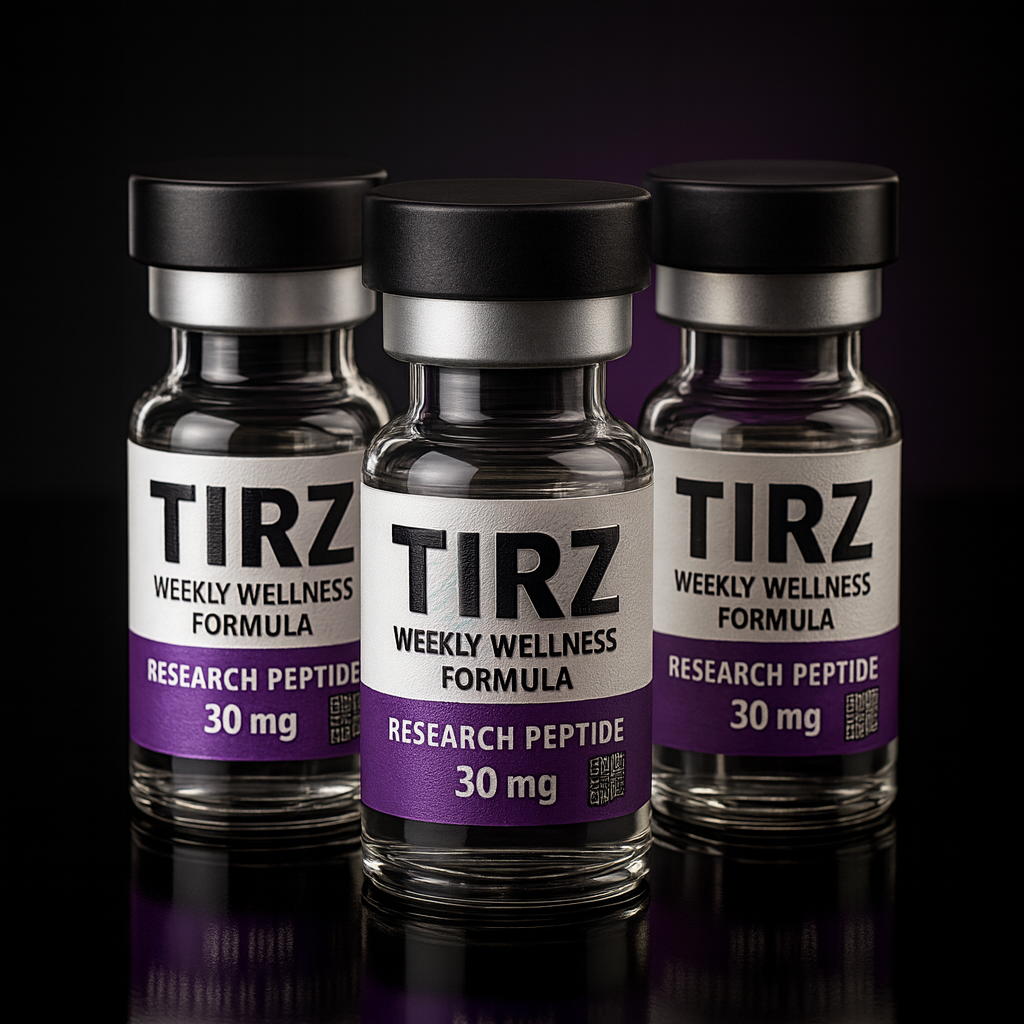 TIRZ
WEEKLY WELLNESS
FORMULA
RESEARCH PEPTIDE
30 mg
TIRZ
WEEKLY WELLNESS
FORMULA
RESEARCH PEPTIDE
30 mg
TIRZ
WEEKLY WELLNESS
FORMULA
RESEARCH PEPTIDE
30 mg